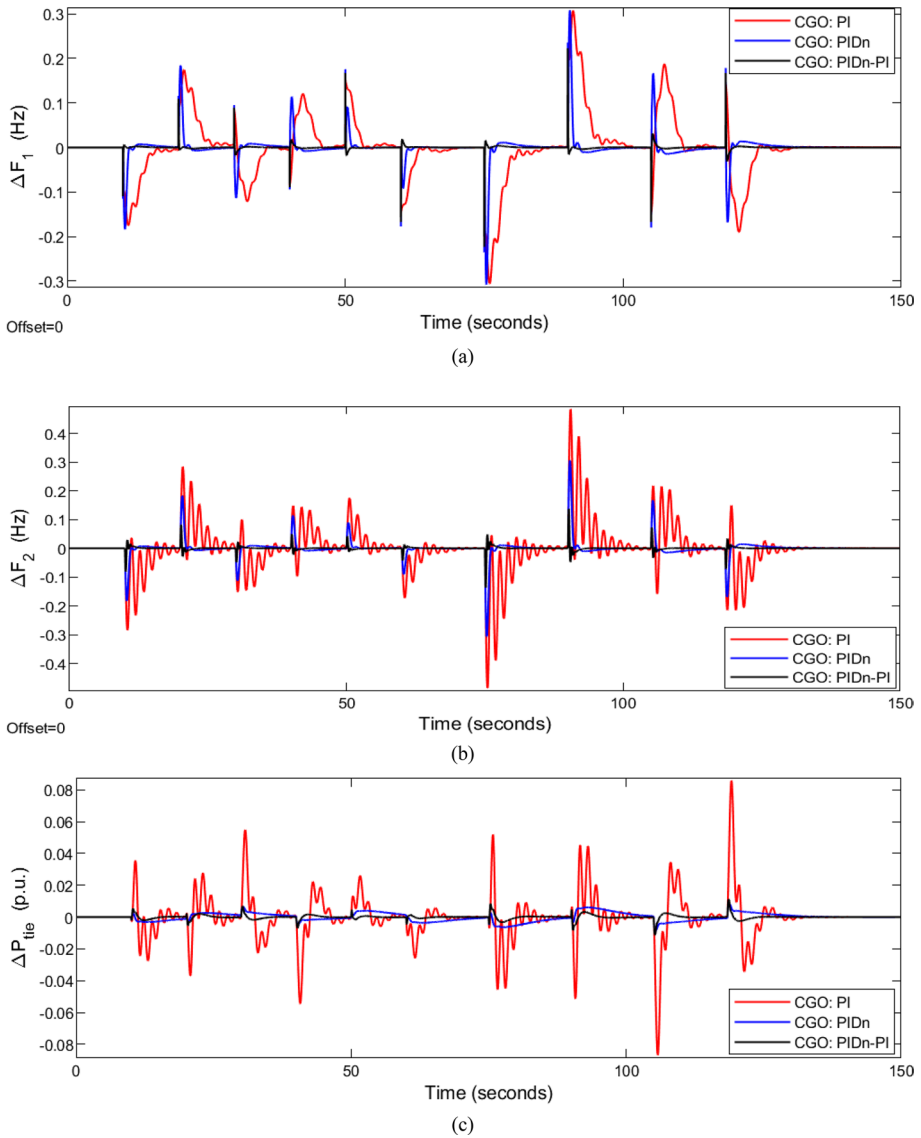 0.3
0.2
0.1
0
-0.1
-0.2
-0.3
ΔF1 (Hz)
CGO: PI
CGO: PIDn
CGO: PIDn-PI
0 50 100 150
Offset=0
Time (seconds)
(a)
0.4
0.3
0.2
0.1
0
-0.1
-0.2
-0.3
-0.4
ΔF2 (Hz)
CGO: PI
CGO: PIDn
CGO: PIDn-PI
0 50 100 150
Offset=0
Time (seconds)
(b)
0.08
0.06
0.04
0.02
0
-0.02
-0.04
-0.06
-0.08
ΔPtie (p.u.)
CGO: PI
CGO: PIDn
CGO: PIDn-PI
0 50 100 150
Time (seconds)
(c)